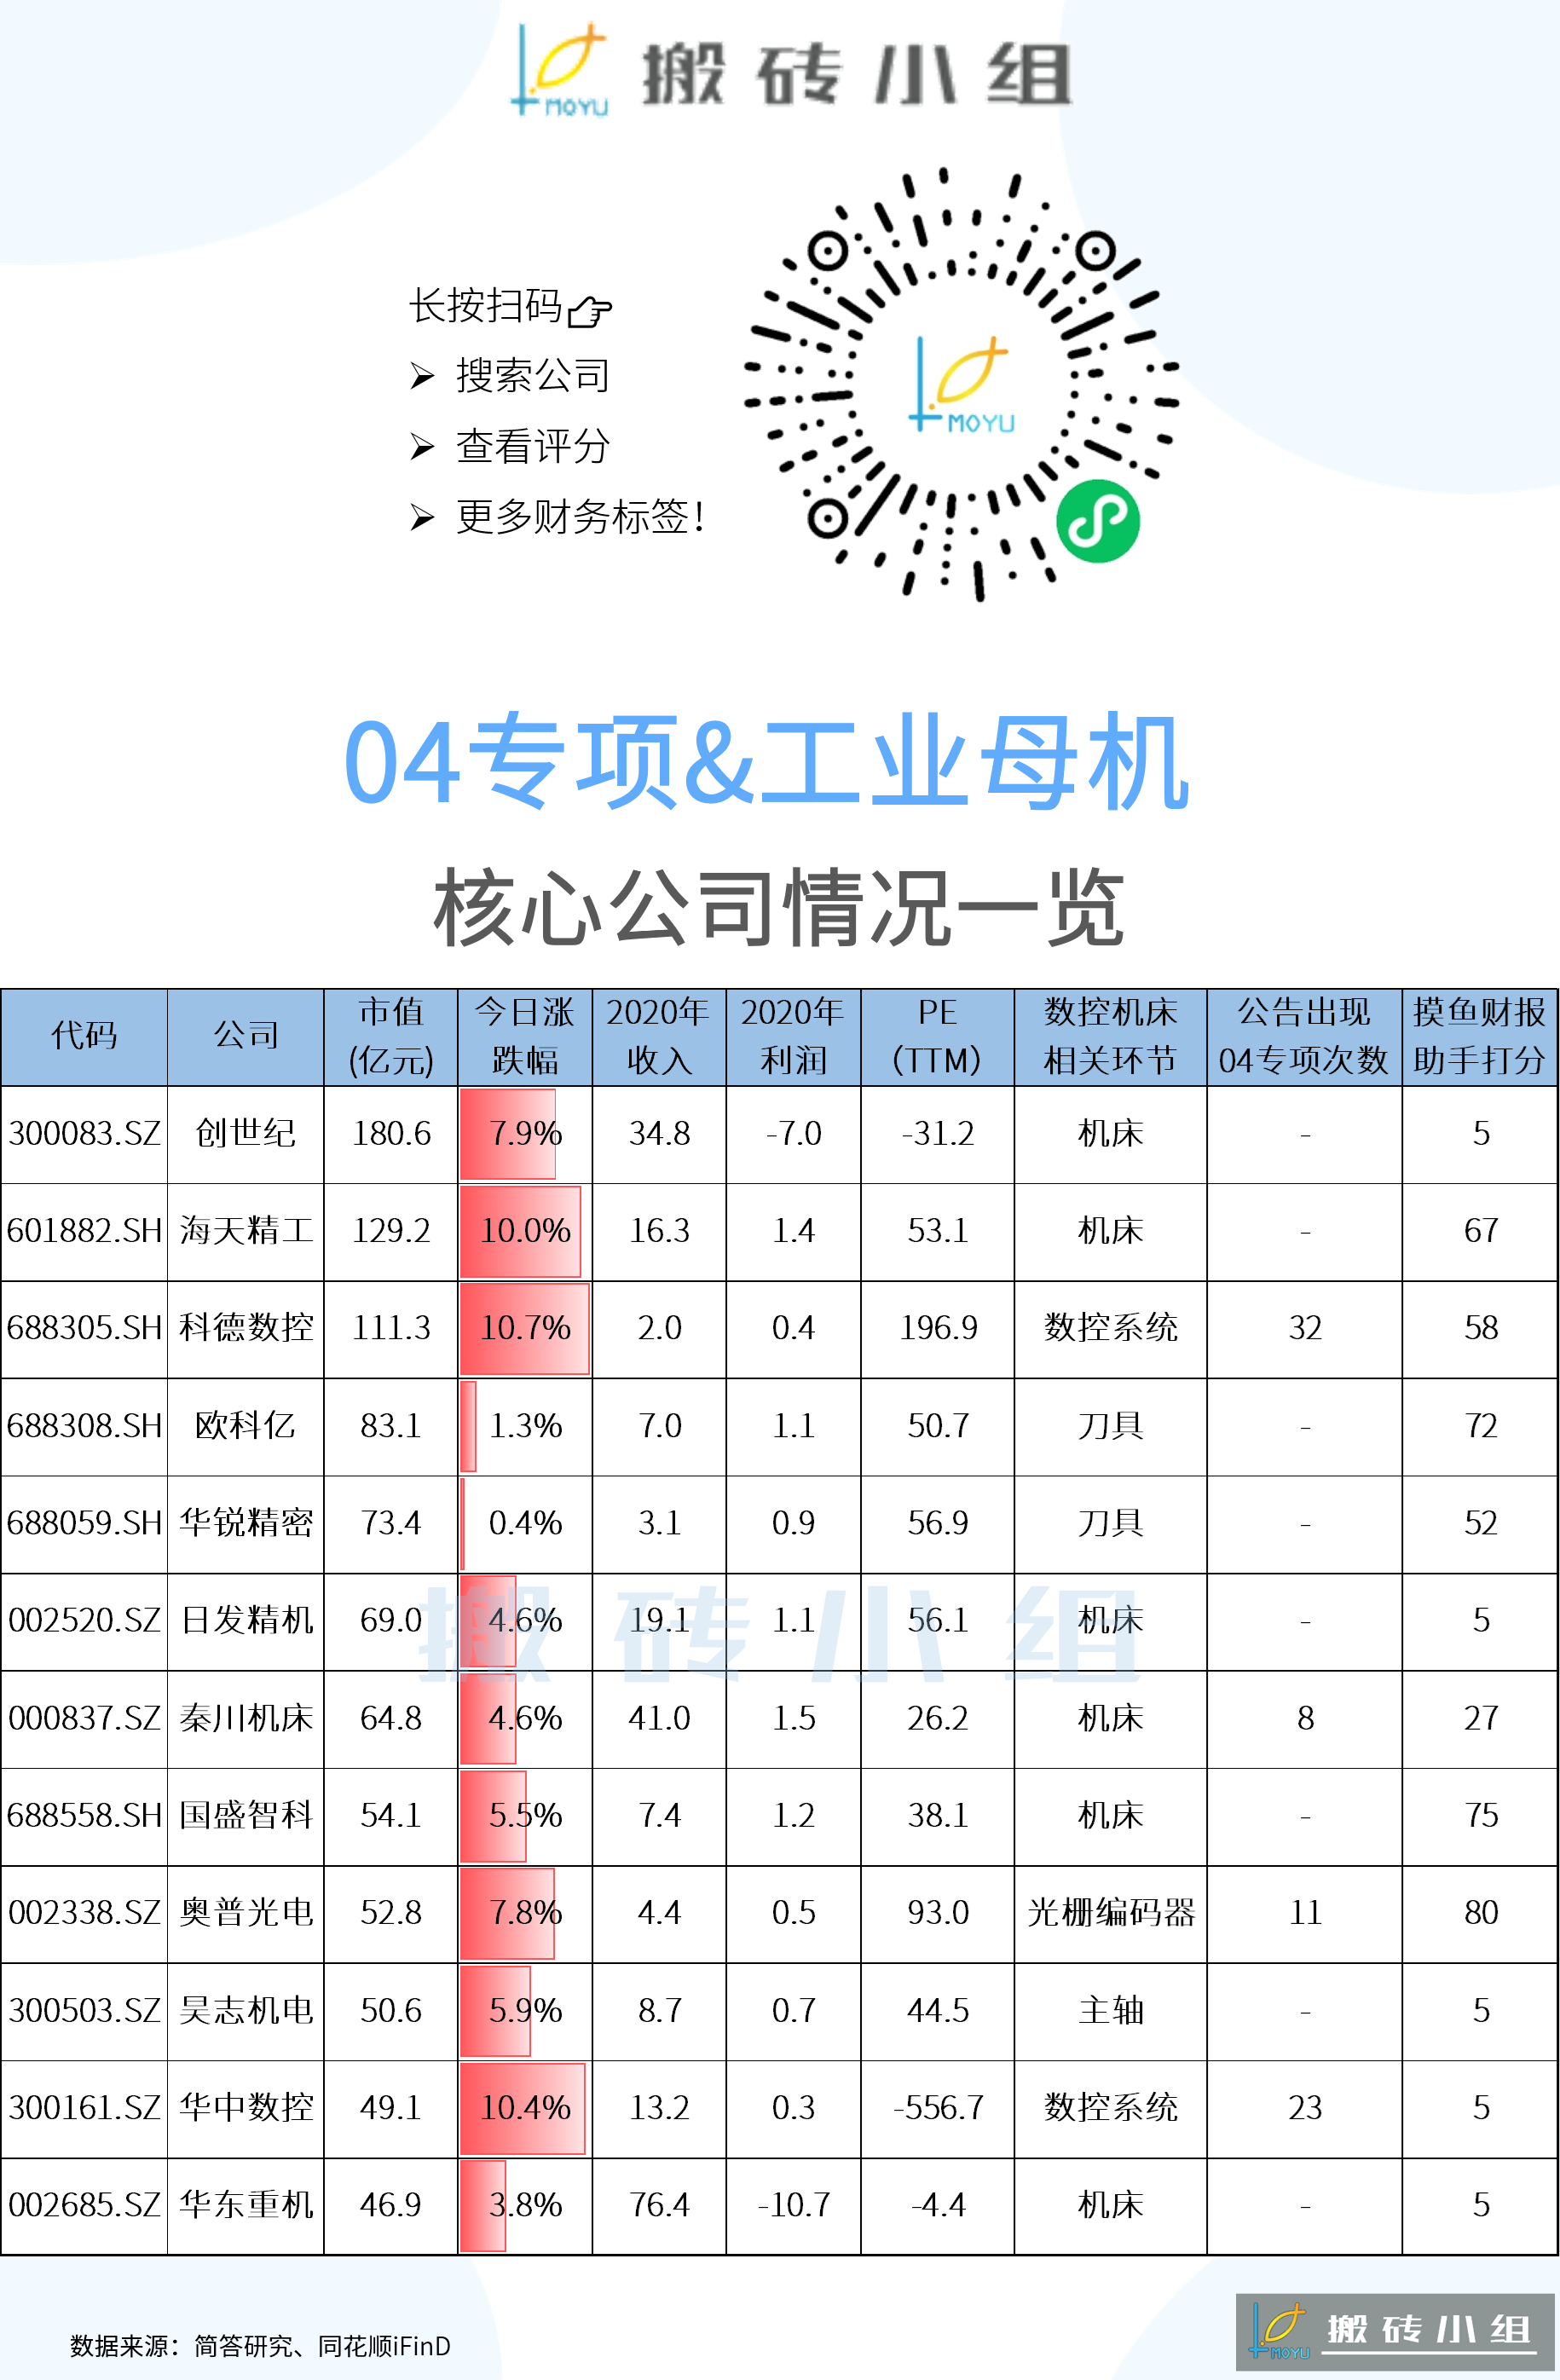 MOYU 搬砖小组
长按扫码
搜索公司
查看评分
更多财务标签！
MOYU
04专项&工业母机
核心公司情况一览
代码 公司 市值(亿元) 今日涨跌幅 2020年收入 2020年利润 PE（TTM） 数控机床相关环节 公告出现04专项次数 摸鱼财报助手打分
300083.SZ 创世纪 180.6 7.9% 34.8 -7.0 -31.2 机床 - 5
601882.SH 海天精工 129.2 10.0% 16.3 1.4 53.1 机床 - 67
688305.SH 科德数控 111.3 10.7% 2.0 0.4 196.9 数控系统 32 58
688308.SH 欧科亿 83.1 1.3% 7.0 1.1 50.7 刀具 - 72
688059.SH 华锐精密 73.4 0.4% 3.1 0.9 56.9 刀具 - 52
002520.SZ 日发精机 69.0 4.6% 19.1 1.1 56.1 机床 - 5
搬砖小组
000837.SZ 秦川机床 64.8 4.6% 41.0 1.5 26.2 机床 8 27
688558.SH 国盛智科 54.1 5.5% 7.4 1.2 38.1 机床 - 75
002338.SZ 奥普光电 52.8 7.8% 4.4 0.5 93.0 光栅编码器 11 80
300503.SZ 昊志机电 50.6 5.9% 8.7 0.7 44.5 主轴 - 5
300161.SZ 华中数控 49.1 10.4% 13.2 0.3 -556.7 数控系统 23 5
002685.SZ 华东重机 46.9 3.8% 76.4 -10.7 -4.4 机床 - 5
数据来源：简答研究、同花顺iFinD
MOYU 搬砖小组